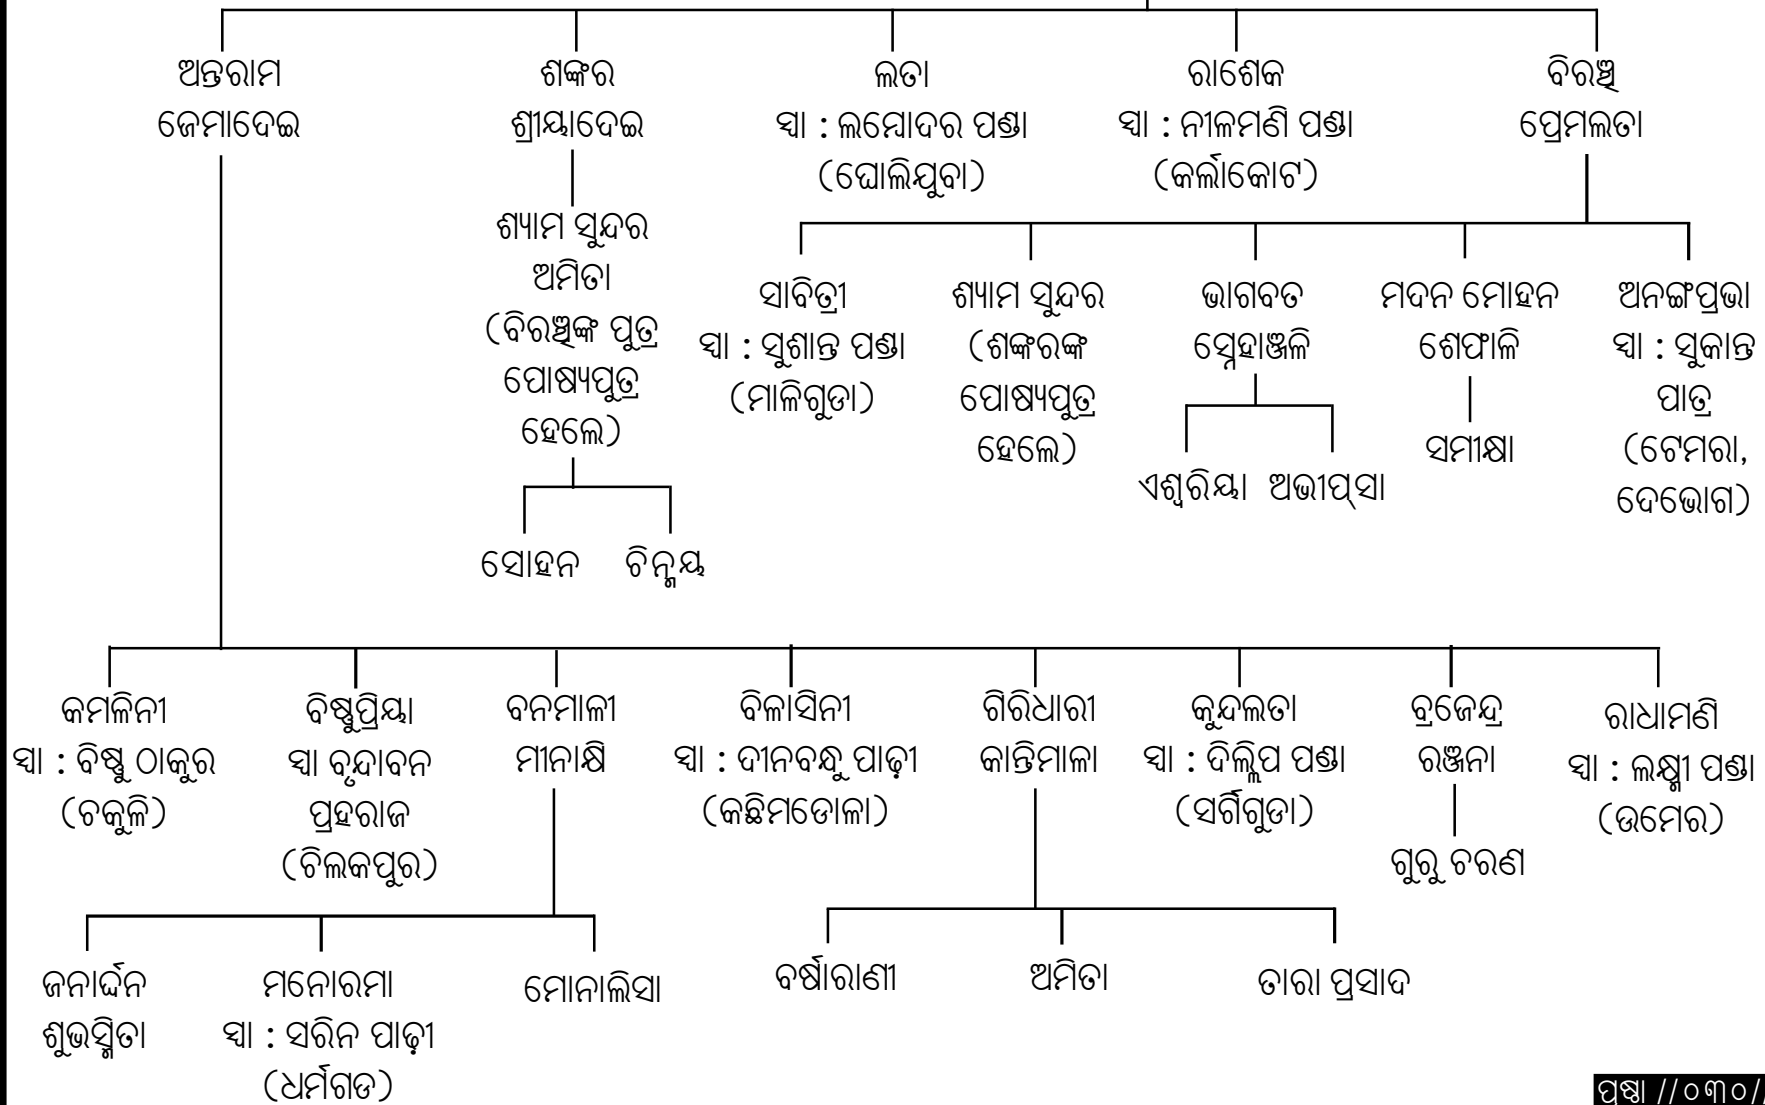 ଅନ୍ତରାମ
ଜେମାଦେଇ
ଶଙ୍କର
ଶ୍ରୀୟାଦେଇ
ଲତା
ସ୍ୱା : ଲମ୍ବୋଦର ପଣ୍ଡା
(ଘୋଲିଯୁବା)
ରାଶେକ
ସ୍ୱା : ନୀଳମଣି ପଣ୍ଡା
(କର୍ଲାକୋଟ)
ବିରଞ୍ଚି
ପ୍ରେମଲତା
ଶ୍ୟାମ ସୁନ୍ଦର
ଅମିତା
(ବିରଞ୍ଚିଙ୍କ ପୁତ୍ର
ପୋଷ୍ୟପୁତ୍ର
ହେଲେ)
ସୋହନ
ଚିନ୍ମୟ
ସାବିତ୍ରୀ
ସ୍ୱା : ସୁଶାନ୍ତ ପଣ୍ଡା
(ମାଳିଗୁଡା)
ଶ୍ୟାମ ସୁନ୍ଦର
(ଶଙ୍କରଙ୍କ
ପୋଷ୍ୟପୁତ୍ର
ହେଲେ)
ଭାଗବତ
ସ୍ନେହାଞ୍ଜଳି
ଏଶ୍ୱରିୟା
ଅଭୀପ୍‌ସା
ମଦନ ମୋହନ
ଶେଫାଳି
ସମୀକ୍ଷା
ଅନଙ୍ଗପ୍ରଭା
ସ୍ୱା : ସୁକାନ୍ତ
ପାତ୍ର
(ଟେମରା,
ଦେଭୋଗ)
କମଳିନୀ
ସ୍ୱା : ବିଷ୍ଣୁ ଠାକୁର
(ଚକୁଳି)
ବିଷ୍ଣୁପ୍ରିୟା
ସ୍ୱା ବୃନ୍ଦାବନ
ପ୍ରହରାଜ
(ଚିଲକପୁର)
ବନମାଳୀ
ମୀନାକ୍ଷି
ବିଳାସିନୀ
ସ୍ୱା : ଦୀନବନ୍ଧୁ ପାଢ଼ୀ
(କଛିମଡୋଳା)
ଗିରିଧାରୀ
କାନ୍ତିମାଳା
କୁନ୍ଦଲତା
ସ୍ୱା : ଦିଲ୍ଲିପ ପଣ୍ଡା
(ସର୍ଗିଗୁଡା)
ବ୍ରଜେନ୍ଦ୍ର
ରଞ୍ଜନା
ଗୁରୁ ଚରଣ
ରାଧାମଣି
ସ୍ୱା : ଲକ୍ଷ୍ମୀ ପଣ୍ଡା
(ଉମେର)
ଜନାର୍ଦ୍ଦନ
ଶୁଭସ୍ମିତା
ମନୋରମା
ସ୍ୱା : ସରିନ ପାଢ଼ୀ
(ଧର୍ମଗଡ)
ମୋନାଲିସା
ବର୍ଷାରାଣୀ
ଅମିତା
ତାରା ପ୍ରସାଦ
ପୃଷ୍ଠା //୦୩୦//